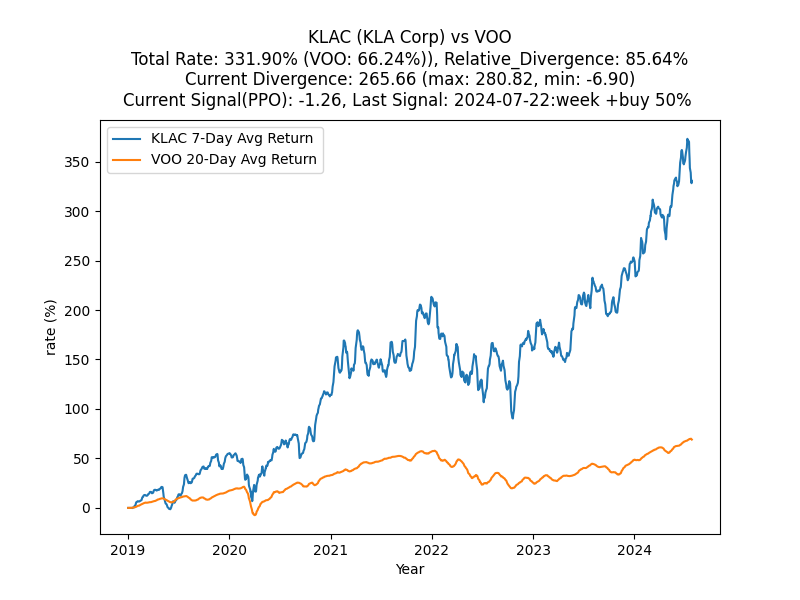 KLAC (KLA Corp) vs VOO
Total Rate: 331.90% (VOO: 66.24%)), Relative_Divergence: 85.64%
Current Divergence: 265.66 (max: 280.82, min: -6.90)
Current Signal(PPO): -1.26, Last Signal: 2024-07-22:week +buy 50%
KLAC 7-Day Avg Return
VOO 20-Day Avg Return
350
300
250
200
150
100
50
0
rate (%)
2019 2020 2021 2022 2023 2024
Year